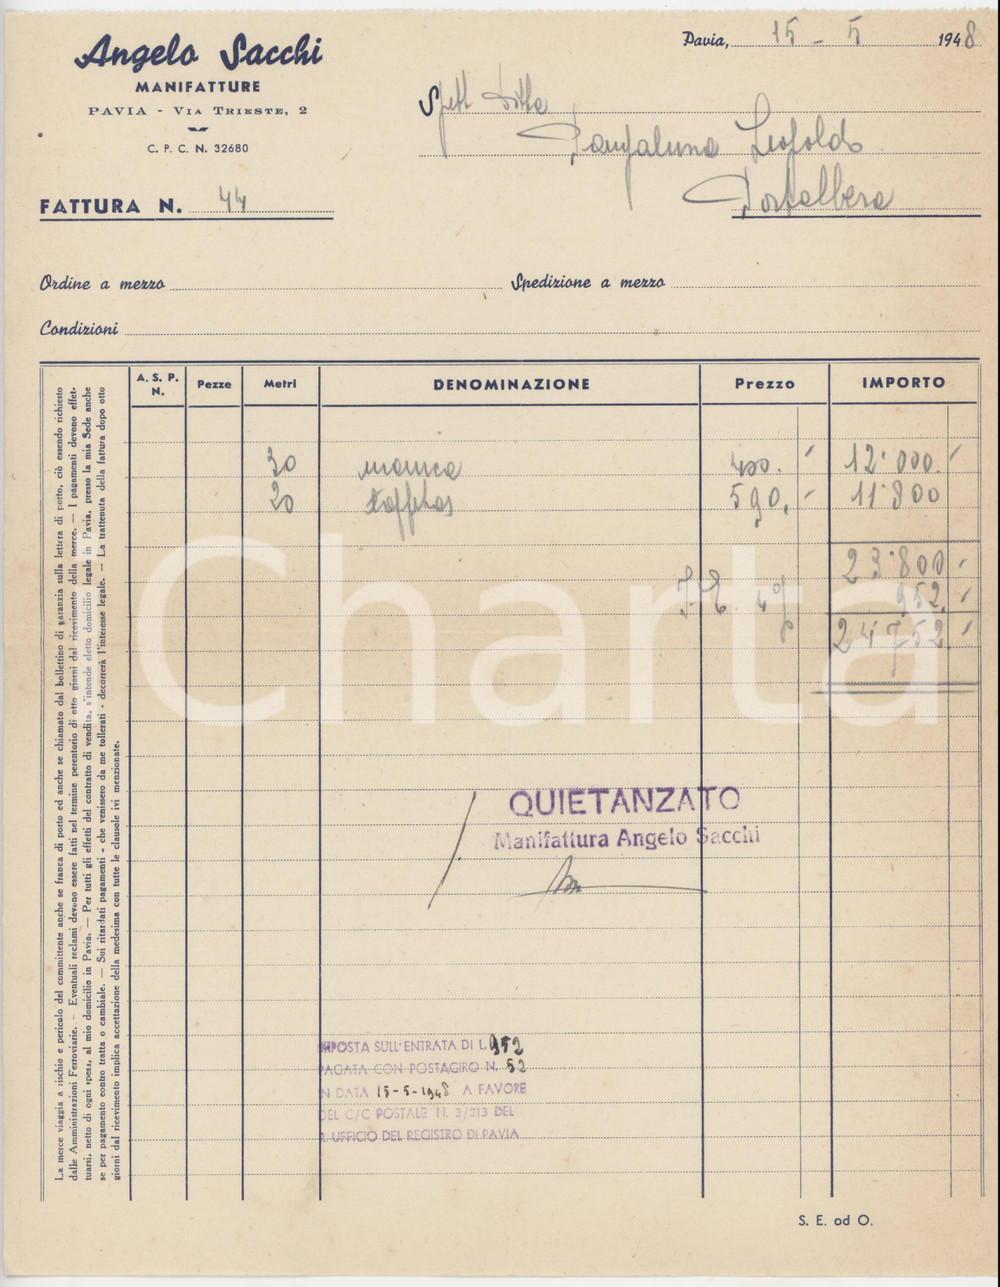 Angelo Sacchi
MANIFATTURE
PAVIA - VIA TRIESTE, 2
C. P. C. N. 32680
Pavia, 15 - 5 1948
Spett Ditta
Leopoldo
Portalbera
FATTURA N. 44
Ordine a mezzo
Spedizione a mezzo
Condizioni
A. S. P. N. Pezze Metri DENOMINAZIONE Prezzo IMPORTO
30 400. 12.000.
20 taffetas 590. 11.800
23.800
I.E. 4% 952
24752
Charta
QUIETANZATO
Manifattura Angelo Sacchi
IMPOSTA SULL'ENTRATA DI L. 952
PAGATA CON POSTAGIRO N. 52
IN DATA 15-5-1948 A FAVORE
DEL C/C POSTALE N. 3/213 DEL
UFFICIO DEL REGISTRO DI PAVIA
La merce viaggia a rischio e pericolo del committente anche se franca di porto ed anche se chiamato dal bollettino di garanzia sulla lettera di porto, ciò essendo richiesto
dalle Amministrazioni Ferroviarie. — Eventuali reclami devono essere fatti nel termine perentorio di otto giorni dal ricevimento della merce. — I pagamenti devono effet-
tuarsi, netto di ogni spesa, al mio domicilio in Pavia. — Per tutti gli effetti del contratto di vendita, s'intende eletto domicilio legale in Pavia, presso la mia Sede anche
se per pagamento contro tratta o cambiale. — Sui ritardati pagamenti - che venissero da me tollerati - decorrerà l'interesse legale. — La trattenuta della fattura dopo otto
giorni dal ricevimento implica accettazione della medesima con tutte le clausole ivi menzionate.
S. E. od O.